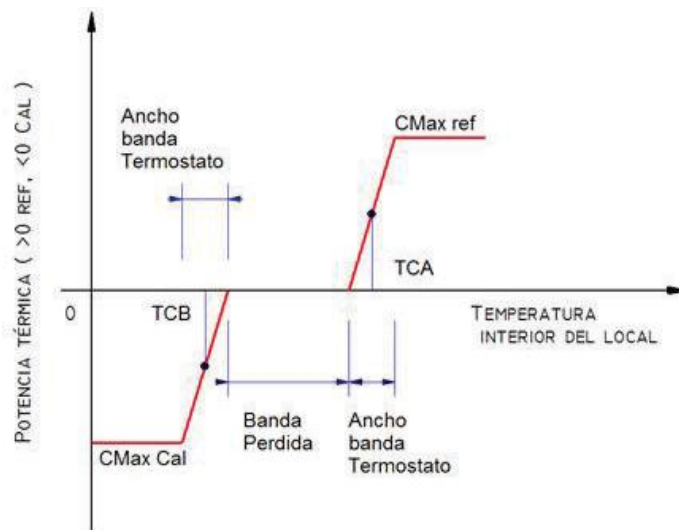 POTÉNCIA TÉRMICA ( >0 REF, <0 CAL )
Ancho
banda
Termostato
CMax ref
TCA
0
TCB
TEMPERATURA
INTERIOR DEL LOCAL
Banda
Perdida
Ancho
banda
Termostato
CMax Cal